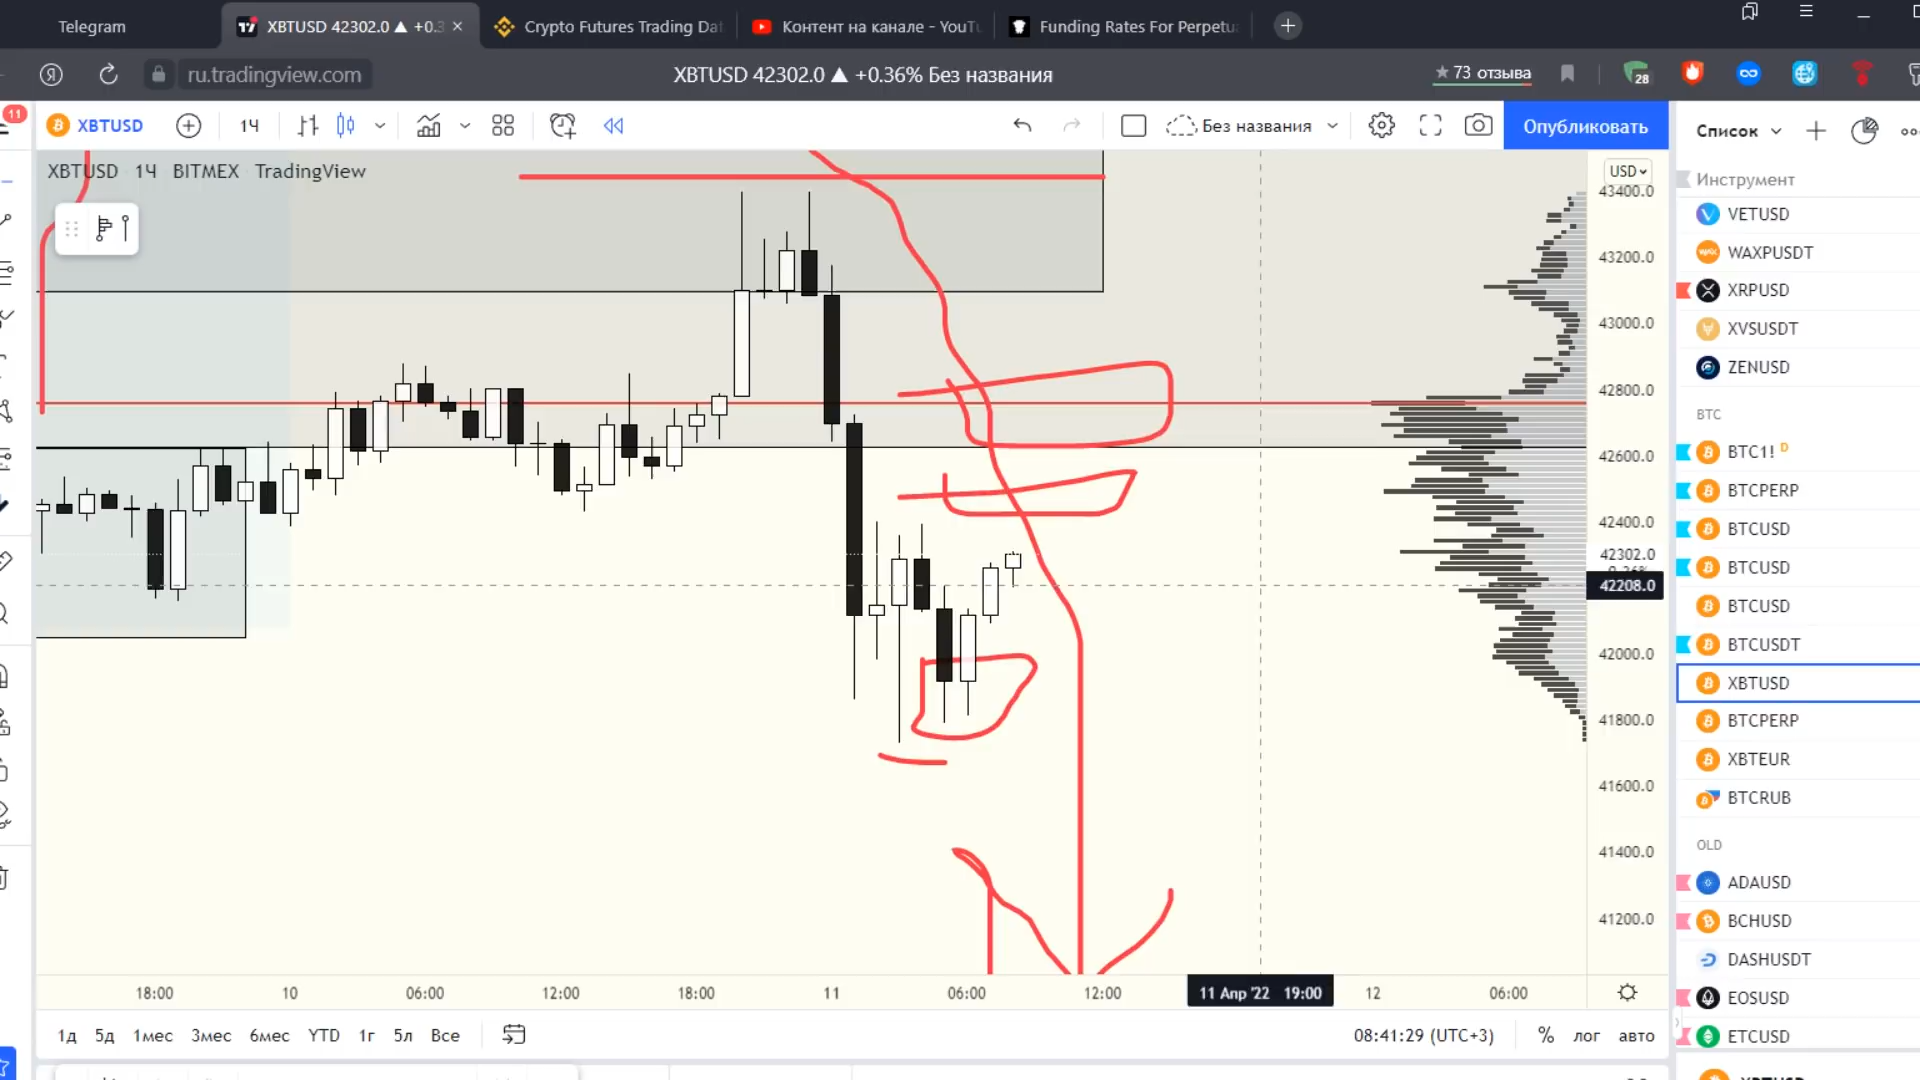 Telegram
XBTUSD 42302.0 ▲ +0.3
Crypto Futures Trading Dat
Контент на канале - YouTu
Funding Rates For Perpetua
ru.tradingview.com
XBTUSD 42302.0 ▲ +0.36% Без названия
★ 73 отзыва
28
11
XBTUSD
1Ч
Без названия
Опубликовать
Список
XBTUSD 1Ч BITMEX TradingView
USD
Инструмент
43400.0
43200.0
43000.0
42800.0
42600.0
42400.0
42302.0
42208.0
42000.0
41800.0
41600.0
41400.0
41200.0
VETUSD
WAXPUSDT
XRPUSD
XVSUSDT
ZENUSD
BTC
BTC1! D
BTCPERP
BTCUSD
BTCUSD
BTCUSD
BTCUSDT
XBTUSD
BTCPERP
XBTEUR
BTCRUB
OLD
ADAUSD
BCHUSD
DASHUSDT
EOSUSD
ETCUSD
18:00 10 06:00 12:00 18:00 11 06:00 12:00 11 Апр '22 19:00 12 06:00
1д 5д 1мес 3мес 6мес YTD 1г 5л Все
08:41:29 (UTC+3) % лог авто